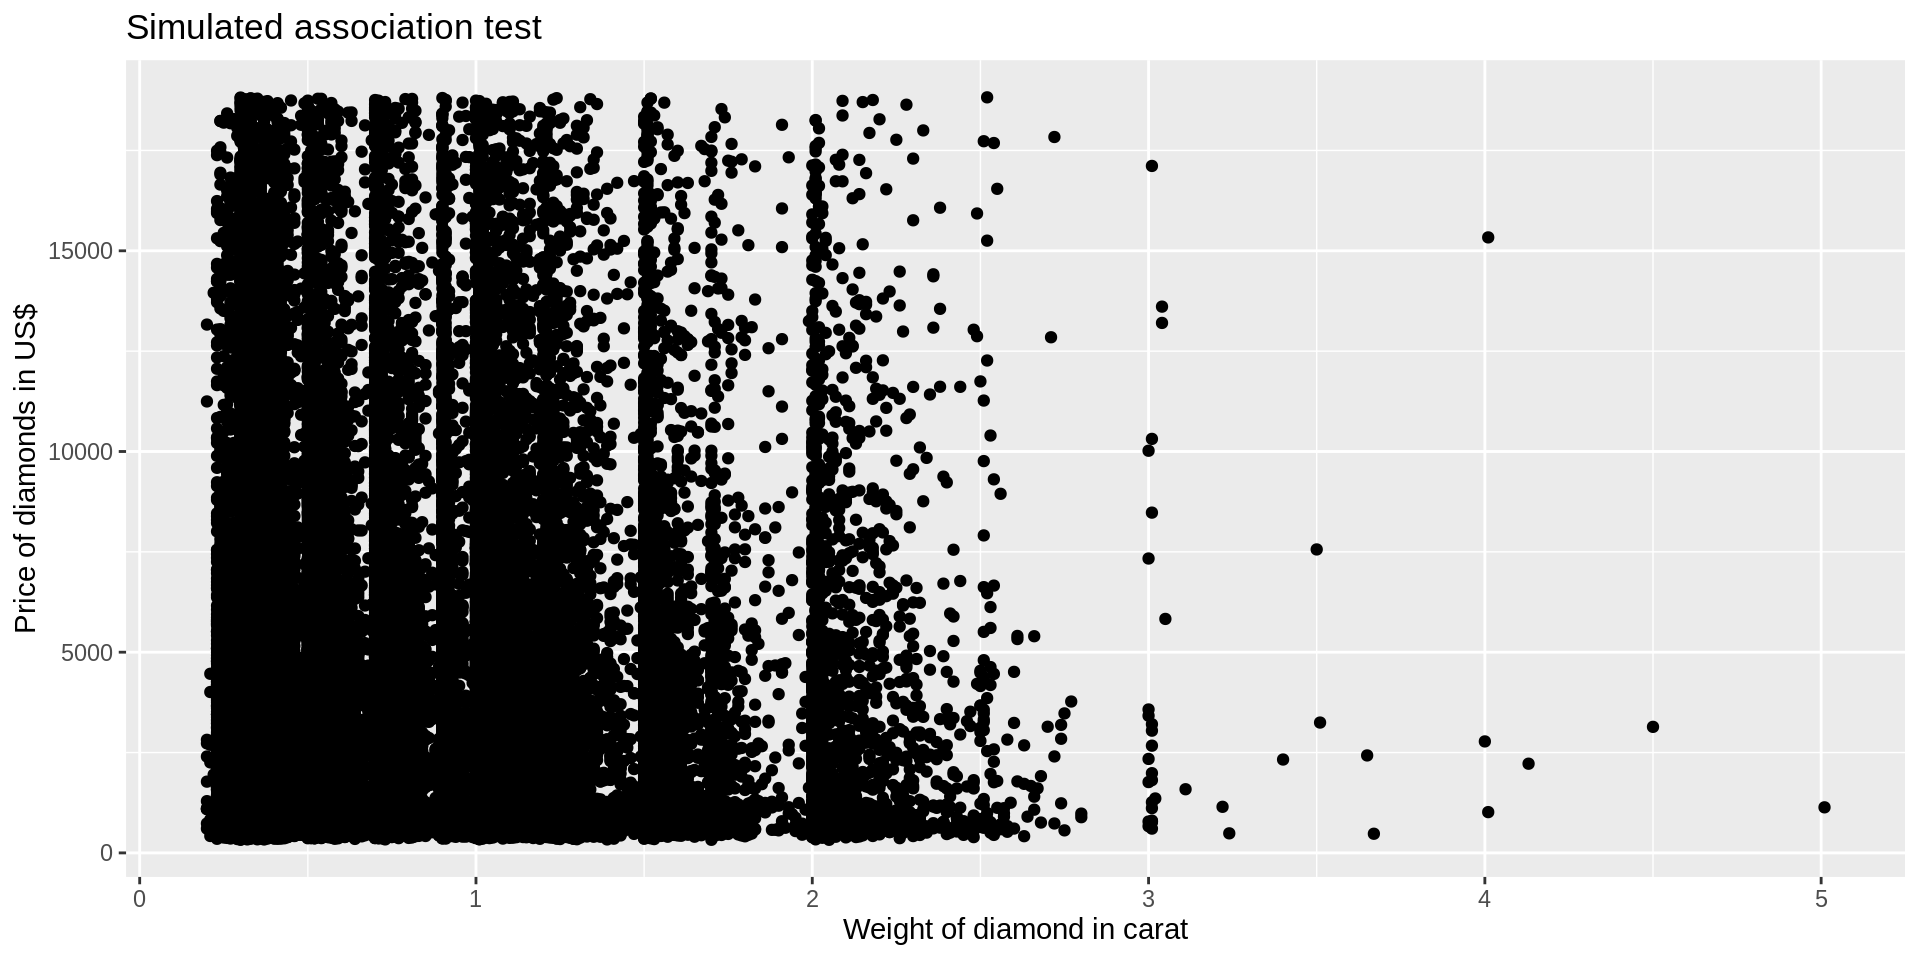 Simulated association test
Price of diamonds in US$
15000
10000
5000
0
0 1 2 3 4 5
Weight of diamond in carat